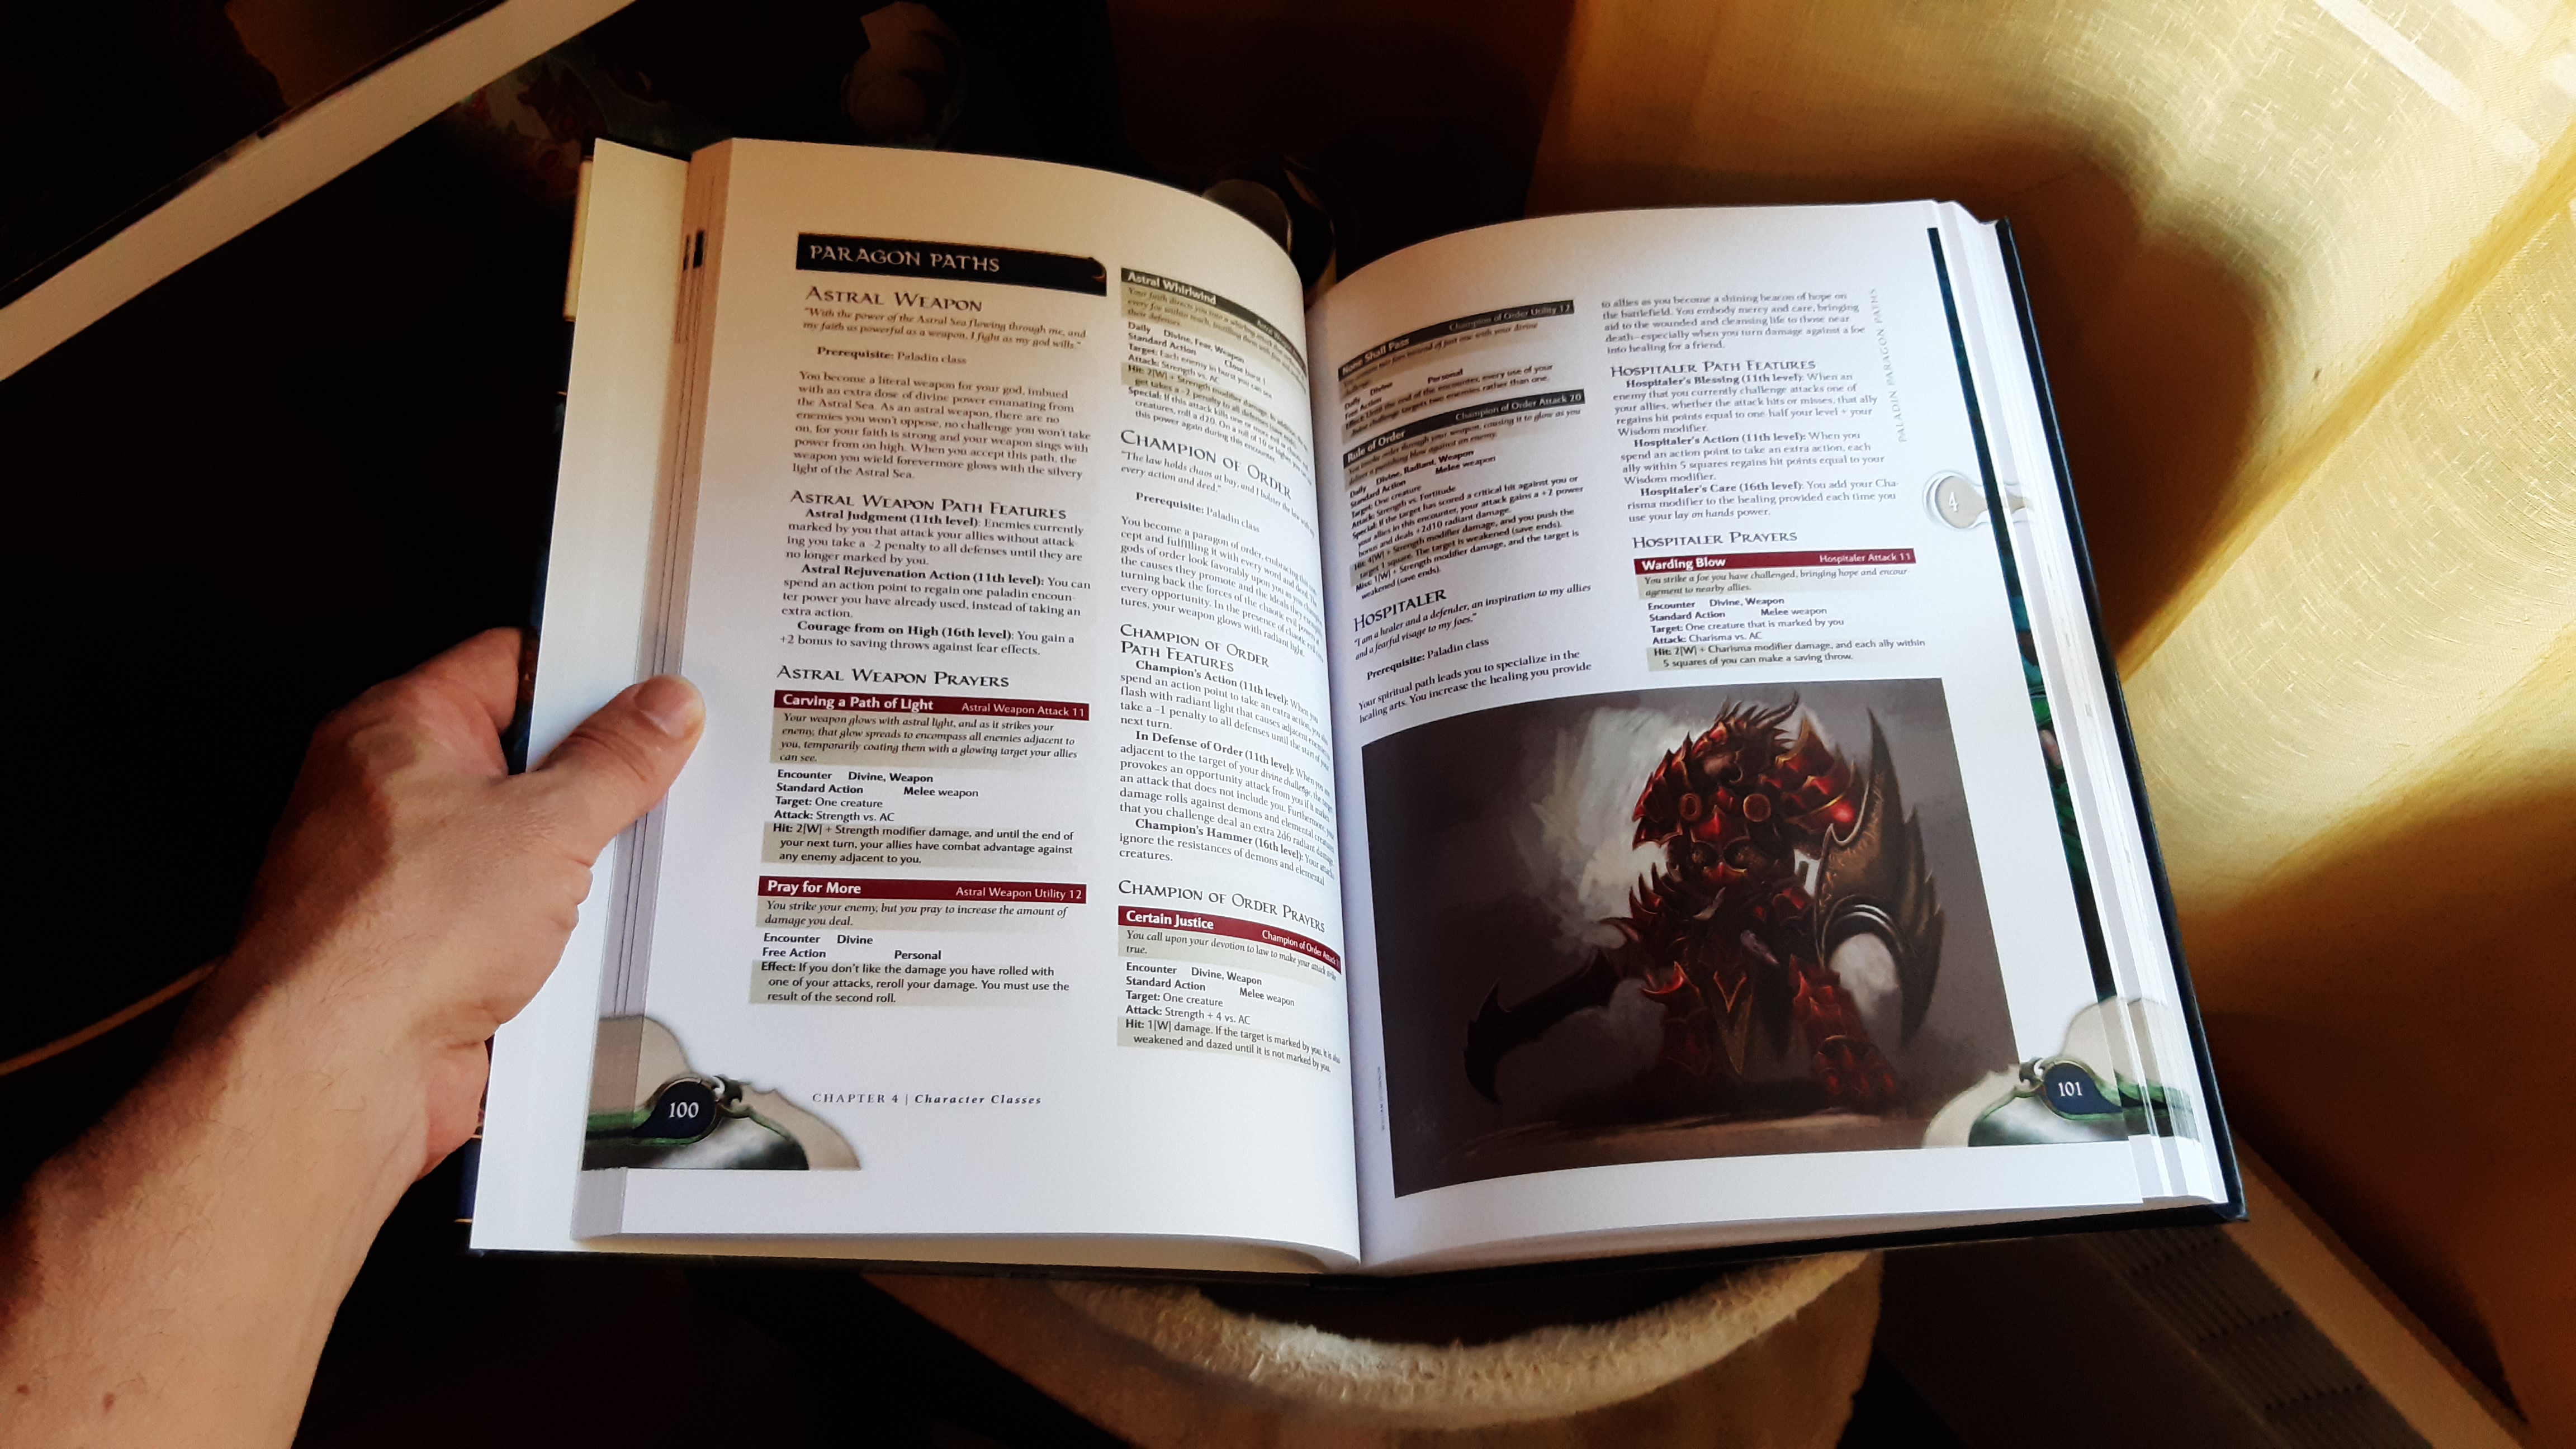 PARAGON PATHS
ASTRAL WEAPON
"With the power of the Astral Sea flowing through me, and
my faith as powerful as a weapon, I fight as my god wills."
Prerequisite: Paladin class
You become a literal weapon for your god, imbued
with an extra dose of divine power emanating from
the Astral Sea. As an astral weapon, there are no
enemies you won't oppose, no challenge you won't take
on, for your faith is strong and your weapon sings with
power from on high. When you accept this path, the
weapon you wield forevermore glows with the silvery
light of the Astral Sea.
ASTRAL WEAPON PATH FEATURES
Astral Judgment (11th level): Enemies currently
marked by you that attack your allies without attack-
ing you take a -2 penalty to all defenses until they are
no longer marked by you.
Astral Rejuvenation Action (11th level): You can
spend an action point to regain one paladin encoun-
ter power you have already used, instead of taking an
extra action.
Courage from on High (16th level): You gain a
+2 bonus to saving throws against fear effects.
ASTRAL WEAPON PRAYERS
Carving a Path of Light Astral Weapon Attack 11
Your weapon glows with astral light, and as it strikes your
enemy, that glow spreads to encompass all enemies adjacent to
you, temporarily coating them with a glowing target your allies
can see.
Encounter Divine, Weapon
Standard Action Melee weapon
Target: One creature
Attack: Strength vs. AC
Hit: 2[W] + Strength modifier damage, and until the end of
your next turn, your allies have combat advantage against
any enemy adjacent to you.
Pray for More Astral Weapon Utility 12
You strike your enemy, but you pray to increase the amount of
damage you deal.
Encounter Divine
Free Action Personal
Effect: If you don't like the damage you have rolled with
one of your attacks, reroll your damage. You must use the
result of the second roll.
100
CHAPTER 4 | Character Classes
Astral Whirlwind
Daily Divine, Fear, Weapon
Standard Action Close burst 1
Target: Each enemy in burst you can see
Attack: Strength vs. AC
Hit: 2[W] + Strength modifier damage.
get takes a -2 penalty to all defenses
Special: If this attack kills one or more
creatures, roll a d20. On a roll of 10 or higher, you
this power again during this encounter.
CHAMPION OF ORDER
"The law holds chaos at bay, and I bolster the law with
every action and deed."
Prerequisite: Paladin class
You become a paragon of order, embracing
cept and fulfilling it with every word and deed. The
gods of order look favorably upon you as
the causes they promote and the ideals they
turning back the forces of the chaotic evil
every opportunity. In the presence of chaotic evil
tures, your weapon glows with radiant light.
CHAMPION OF ORDER
PATH FEATURES
Champion's Action (11th level): When you
spend an action point to take an extra action, you
flash with radiant light that causes adjacent enemies
take a -1 penalty to all defenses until the start of your
next turn.
In Defense of Order (11th level): When you are
adjacent to the target of your divine challenge, the target
provokes an opportunity attack from you if it makes
an attack that does not include you. Furthermore,
damage rolls against demons and elemental creatures
that you challenge deal an extra 2d6 radiant damage.
Champion's Hammer (16th level): Your attacks
ignore the resistances of demons and elemental
creatures.
CHAMPION OF ORDER PRAYERS
Certain Justice Champion of Order Attack
You call upon your devotion to law to make your attack strike
true.
Encounter Divine, Weapon
Standard Action Melee weapon
Target: One creature
Attack: Strength + 4 vs. AC
Hit: 1[W] damage. If the target is marked by you, it is also
weakened and dazed until it is not marked by you.
None Shall Pass Champion of Order Utility 12
Daily Divine
Free Action Personal
Effect: Until the end of the encounter, every use of your
divine challenge targets two enemies rather than one.
Rule of Order Champion of Order Attack 20
You invoke order through your weapon, causing it to glow as you
deliver a punishing blow against an enemy.
Daily Divine, Radiant, Weapon
Standard Action Melee weapon
Target: One creature
Attack: Strength vs. Fortitude
Special: If the target has scored a critical hit against you or
your allies in this encounter, your attack gains a +2 power
bonus and deals +2d10 radiant damage.
Hit: 4[W] + Strength modifier damage, and you push the
target 1 square. The target is weakened (save ends).
Miss: 1[W] + Strength modifier damage, and the target is
weakened (save ends).
HOSPITALER
"I am a healer and a defender, an inspiration to my allies
and a fearful visage to my foes."
Prerequisite: Paladin class
Your spiritual path leads you to specialize in the
healing arts. You increase the healing you provide
to allies as you become a shining beacon of hope on
the battlefield. You embody mercy and care, bringing
aid to the wounded and cleansing life to those near
death—especially when you turn damage against a foe
into healing for a friend.
HOSPITALER PATH FEATURES
Hospitaler's Blessing (11th level): When an
enemy that you currently challenge attacks one of
your allies, whether the attack hits or misses, that ally
regains hit points equal to one half your level + your
Wisdom modifier.
Hospitaler's Action (11th level): When you
spend an action point to take an extra action, each
ally within 5 squares regains hit points equal to your
Wisdom modifier.
Hospitaler's Care (16th level): You add your Cha-
risma modifier to the healing provided each time you
use your lay on hands power.
HOSPITALER PRAYERS
Warding Blow Hospitaler Attack 11
You strike a foe you have challenged, bringing hope and encour-
agement to nearby allies.
Encounter Divine, Weapon
Standard Action Melee weapon
Target: One creature that is marked by you
Attack: Charisma vs. AC
Hit: 2[W] + Charisma modifier damage, and each ally within
5 squares of you can make a saving throw.
PALADIN PARAGON PATHS
4
101